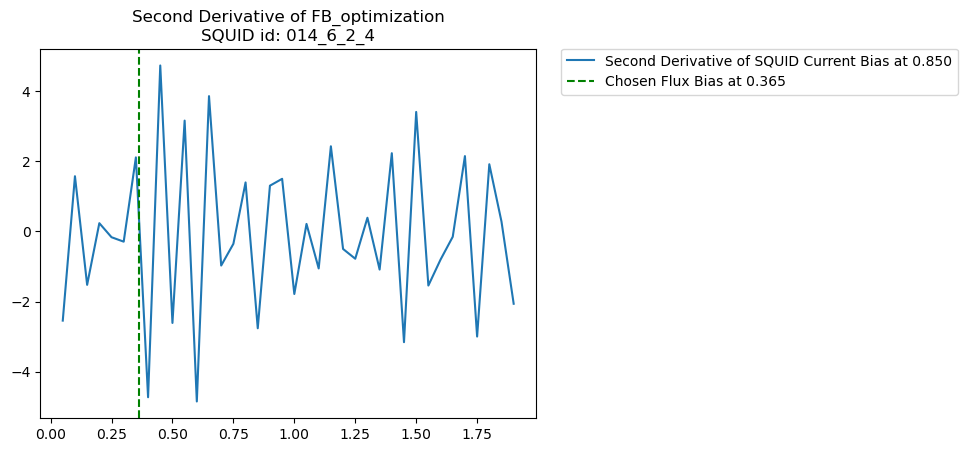 Second Derivative of FB_optimization
SQUID id: 014_6_2_4
Second Derivative of SQUID Current Bias at 0.850
Chosen Flux Bias at 0.365
4
2
0
−2
−4
0.00 0.25 0.50 0.75 1.00 1.25 1.50 1.75